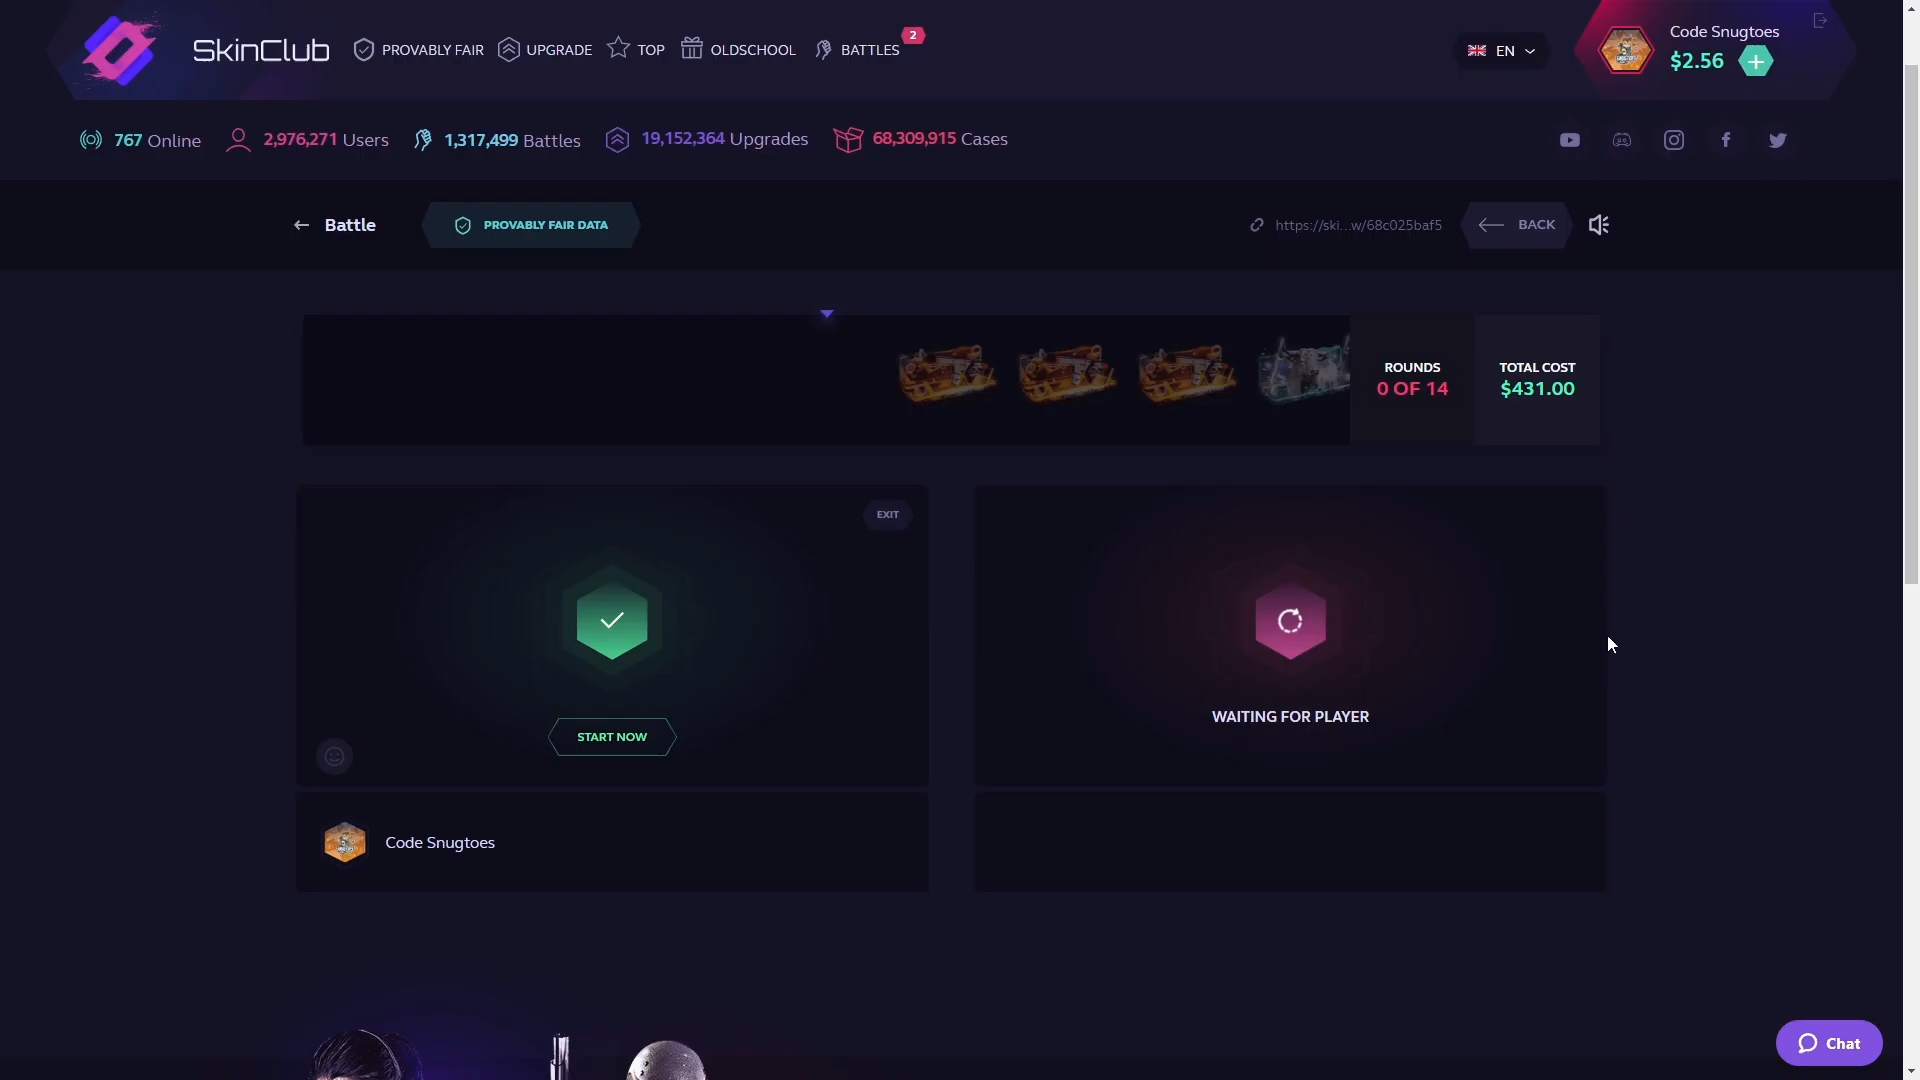 SkinClub
PROVABLY FAIR
UPGRADE
TOP
OLDSCHOOL
BATTLES
2
EN
Code Snugtoes
$2.56
767 Online
2,976,271 Users
1,317,499 Battles
19,152,364 Upgrades
68,309,915 Cases
Battle
PROVABLY FAIR DATA
https://ski...w/68c025baf5
BACK
ROUNDS
0 OF 14
TOTAL COST
$431.00
EXIT
START NOW
WAITING FOR PLAYER
Code Snugtoes
Chat